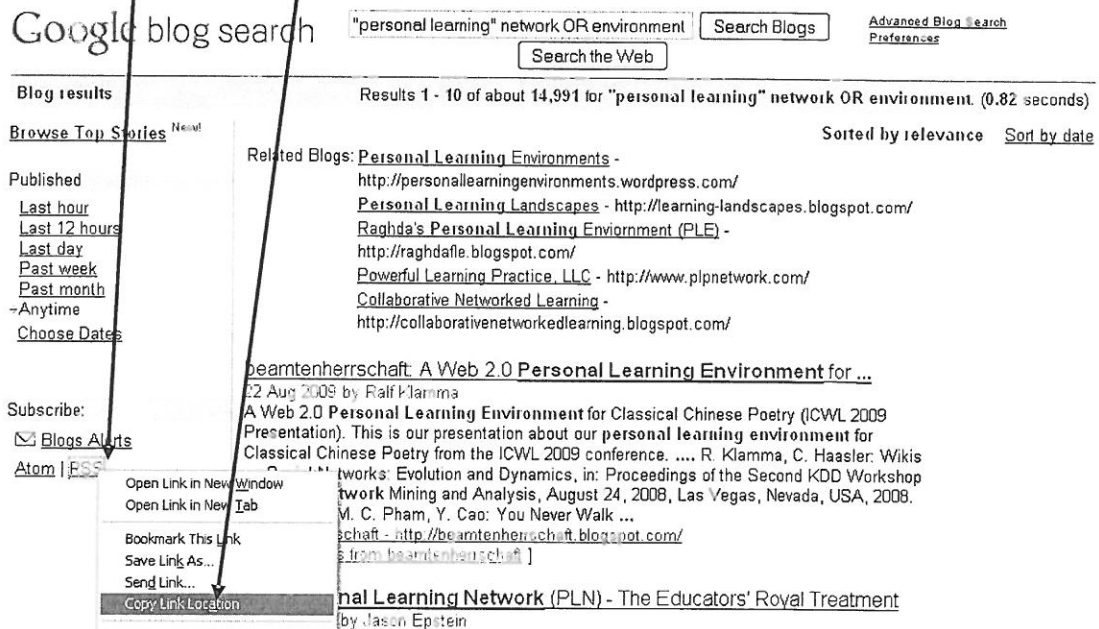 Google blog search
"personal learning" network OR environment
Search Blogs
Search the Web
Advanced Blog Search
Preferences
Blog results
Results 1 - 10 of about 14,991 for "personal learning" network OR environment. (0.82 seconds)
Browse Top Stories New!
Sorted by relevance Sort by date
Published
Last hour
Last 12 hours
Last day
Past week
Past month
Anytime
Choose Dates
Subscribe:
Blogs Alerts
Atom | RSS
Related Blogs: Personal Learning Environments -
http://personallearningenvironments.wordpress.com/
Personal Learning Landscapes - http://learning-landscapes.blogspot.com/
Raghda's Personal Learning Enviornment (PLE) -
http://raghdafle.blogspot.com/
Powerful Learning Practice, LLC - http://www.plpnetwork.com/
Collaborative Networked Learning -
http://collaborativenetworkedlearning.blogspot.com/
beamtenherrschaft: A Web 2.0 Personal Learning Environment for ...
22 Aug 2009 by Ralf Klamma
A Web 2.0 Personal Learning Environment for Classical Chinese Poetry (ICWL 2009
Presentation). This is our presentation about our personal learning environment for
Classical Chinese Poetry from the ICWL 2009 conference. .... R. Klamma, C. Haasler: Wikis
tworks: Evolution and Dynamics, in: Proceedings of the Second KDD Workshop
twork Mining and Analysis, August 24, 2008, Las Vegas, Nevada, USA, 2008.
M. C. Pham, Y. Cao: You Never Walk ...
schaft - http://beamtenherrschaft.blogspot.com/
s from beamtenherrschaft ]
nal Learning Network (PLN) - The Educators' Royal Treatment
by Jason Epstein
Open Link in New Window
Open Link in New Tab
Bookmark This Link
Save Link As...
Send Link...
Copy Link Location